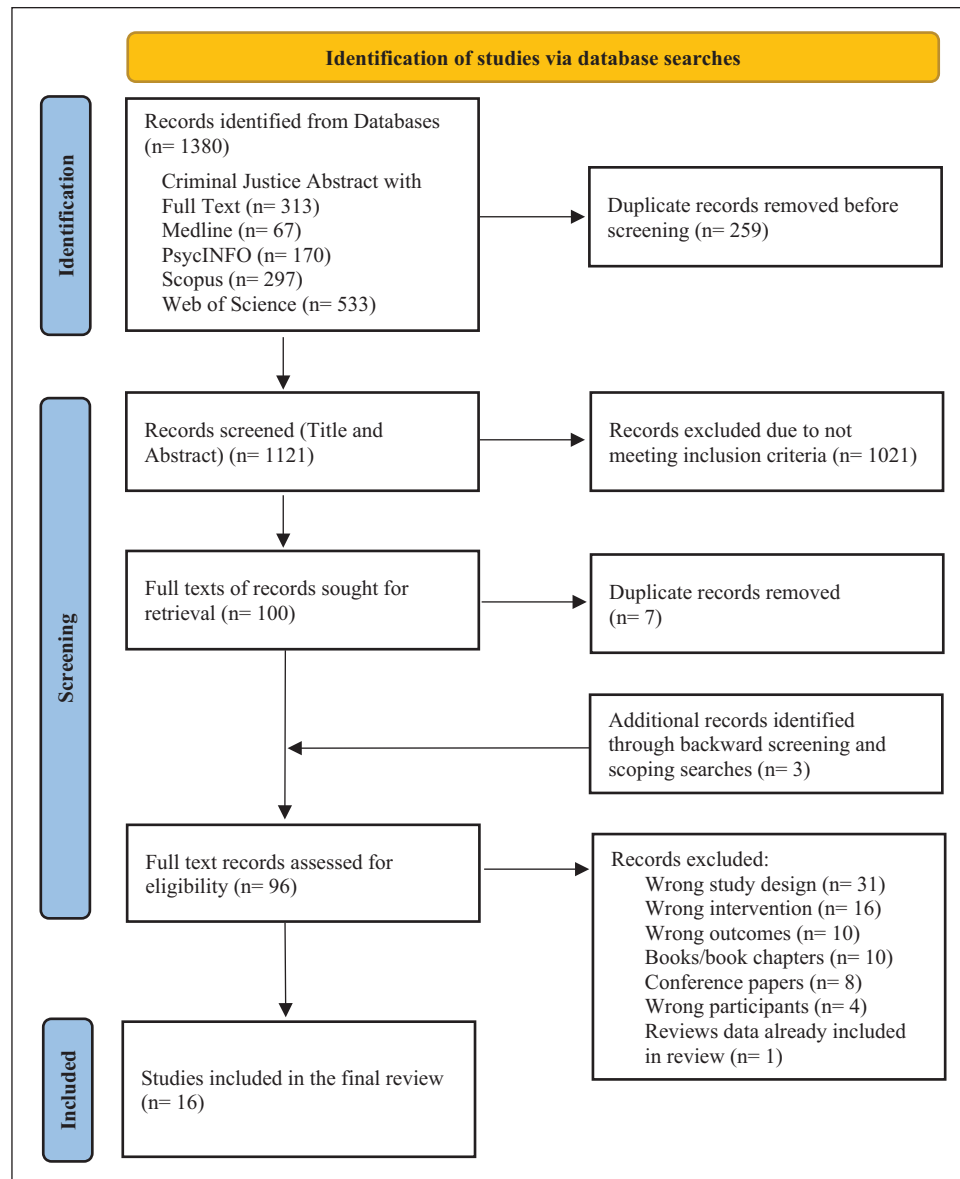 Identification of studies via database searches
Identification
Records identified from Databases
(n= 1380)
Criminal Justice Abstract with
Full Text (n= 313)
Medline (n= 67)
PsycINFO (n= 170)
Scopus (n= 297)
Web of Science (n= 533)
Duplicate records removed before
screening (n= 259)
Screening
Records screened (Title and
Abstract) (n= 1121)
Records excluded due to not
meeting inclusion criteria (n= 1021)
Full texts of records sought for
retrieval (n= 100)
Duplicate records removed
(n= 7)
Additional records identified
through backward screening and
scoping searches (n= 3)
Full text records assessed for
eligibility (n= 96)
Records excluded:
Wrong study design (n= 31)
Wrong intervention (n= 16)
Wrong outcomes (n= 10)
Books/book chapters (n= 10)
Conference papers (n= 8)
Wrong participants (n= 4)
Reviews data already included
in review (n= 1)
Included
Studies included in the final review
(n= 16)